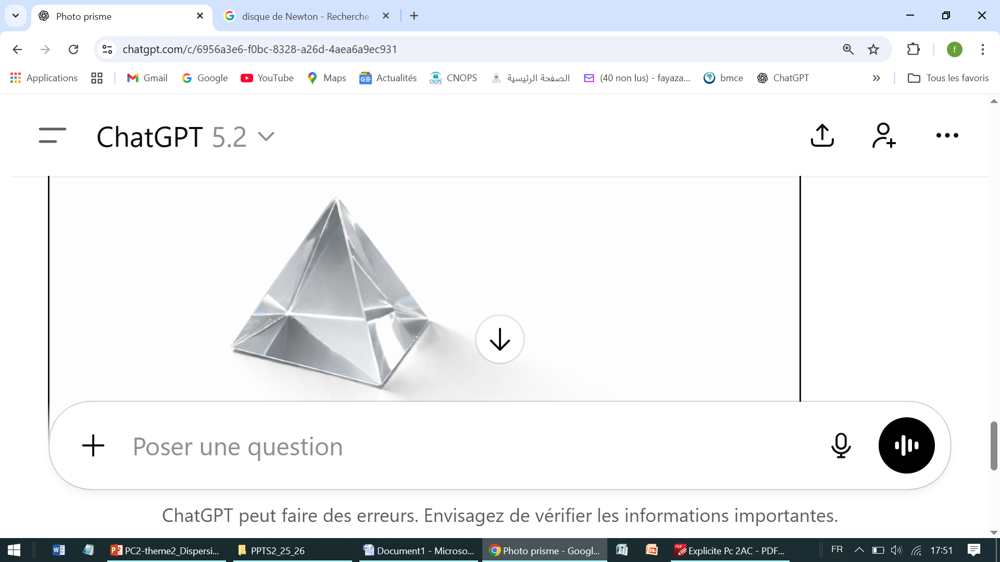 Photo prisme
disque de Newton - Recherche
chatgpt.com/c/6956a3e6-f0bc-8328-a26d-4aea6a9ec931
f
Applications
Gmail
Google
YouTube
Maps
Actualités
CNOPS
الصفحة الرئيسية
(40 non lus) - fayaza...
bmce
ChatGPT
Tous les favoris
ChatGPT 5.2
Poser une question
ChatGPT peut faire des erreurs. Envisagez de vérifier les informations importantes.
PC2-theme2_Dispersi...
PPTS2_25_26
Document1 - Microso...
Photo prisme - Googl...
Explicite Pc 2AC - PDF...
FR
17:51